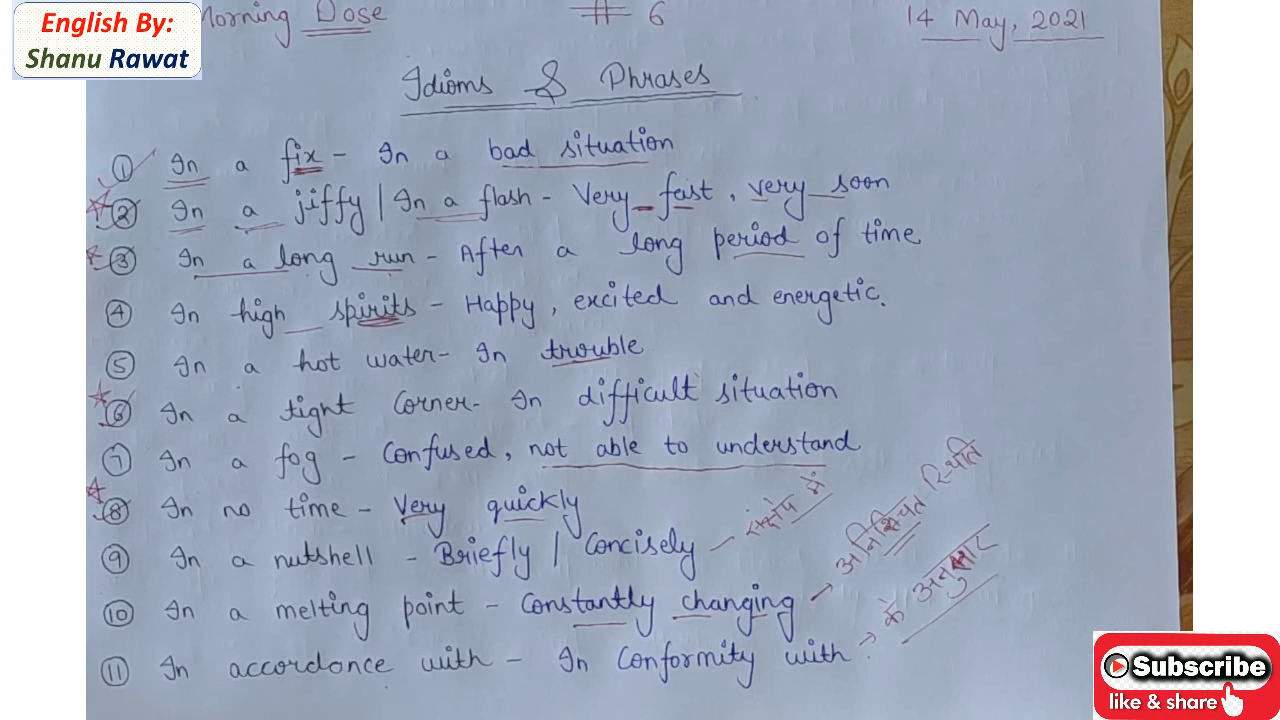 English By:
Shanu Rawat
Morning Dose # 6 14 May, 2021
Idioms & Phrases
① In a fix - In a bad situation
② In a jiffy | In a flash - Very fast, very soon
③ In a long run - After a long period of time
④ In high spirits - Happy, excited and energetic.
⑤ In a hot water - In trouble
⑥ In a tight corner - In difficult situation
⑦ In a fog - Confused, not able to understand
⑧ In no time - Very quickly
⑨ In a nutshell - Briefly / Concisely - संक्षेप में
⑩ In a melting point - Constantly changing → अनिश्चित स्थिति
⑪ In accordance with - In Conformity with → के अनुसार
Subscribe
like & share